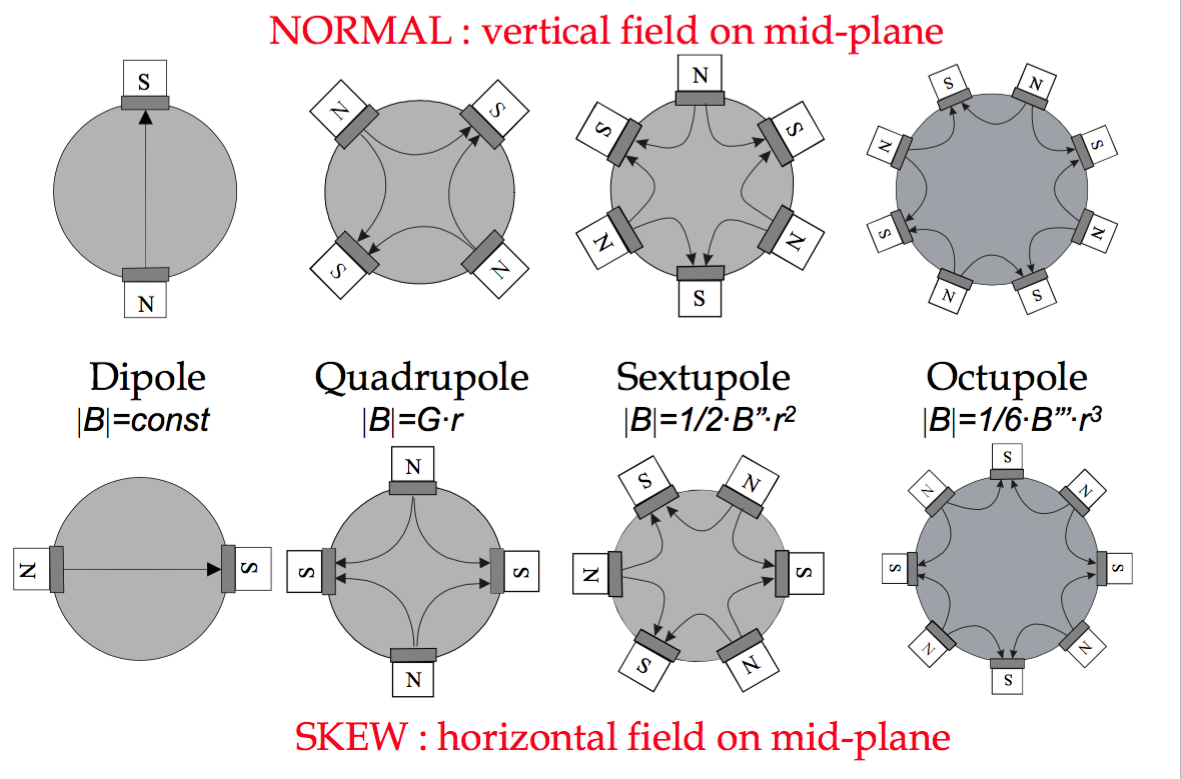 NORMAL : vertical field on mid-plane
S
N
N
S
S
N
N
S
S
N
N
S
S
N
N
S
S
N
N
S
Dipole
Quadrupole
Sextupole
Octupole
|B|=const
|B|=G·r
|B|=1/2·B”·r²
|B|=1/6·B’’’·r³
N
S
N
S
S
N
S
N
N
S
S
N
S
N
N
S
S
N
N
S
SKEW : horizontal field on mid-plane